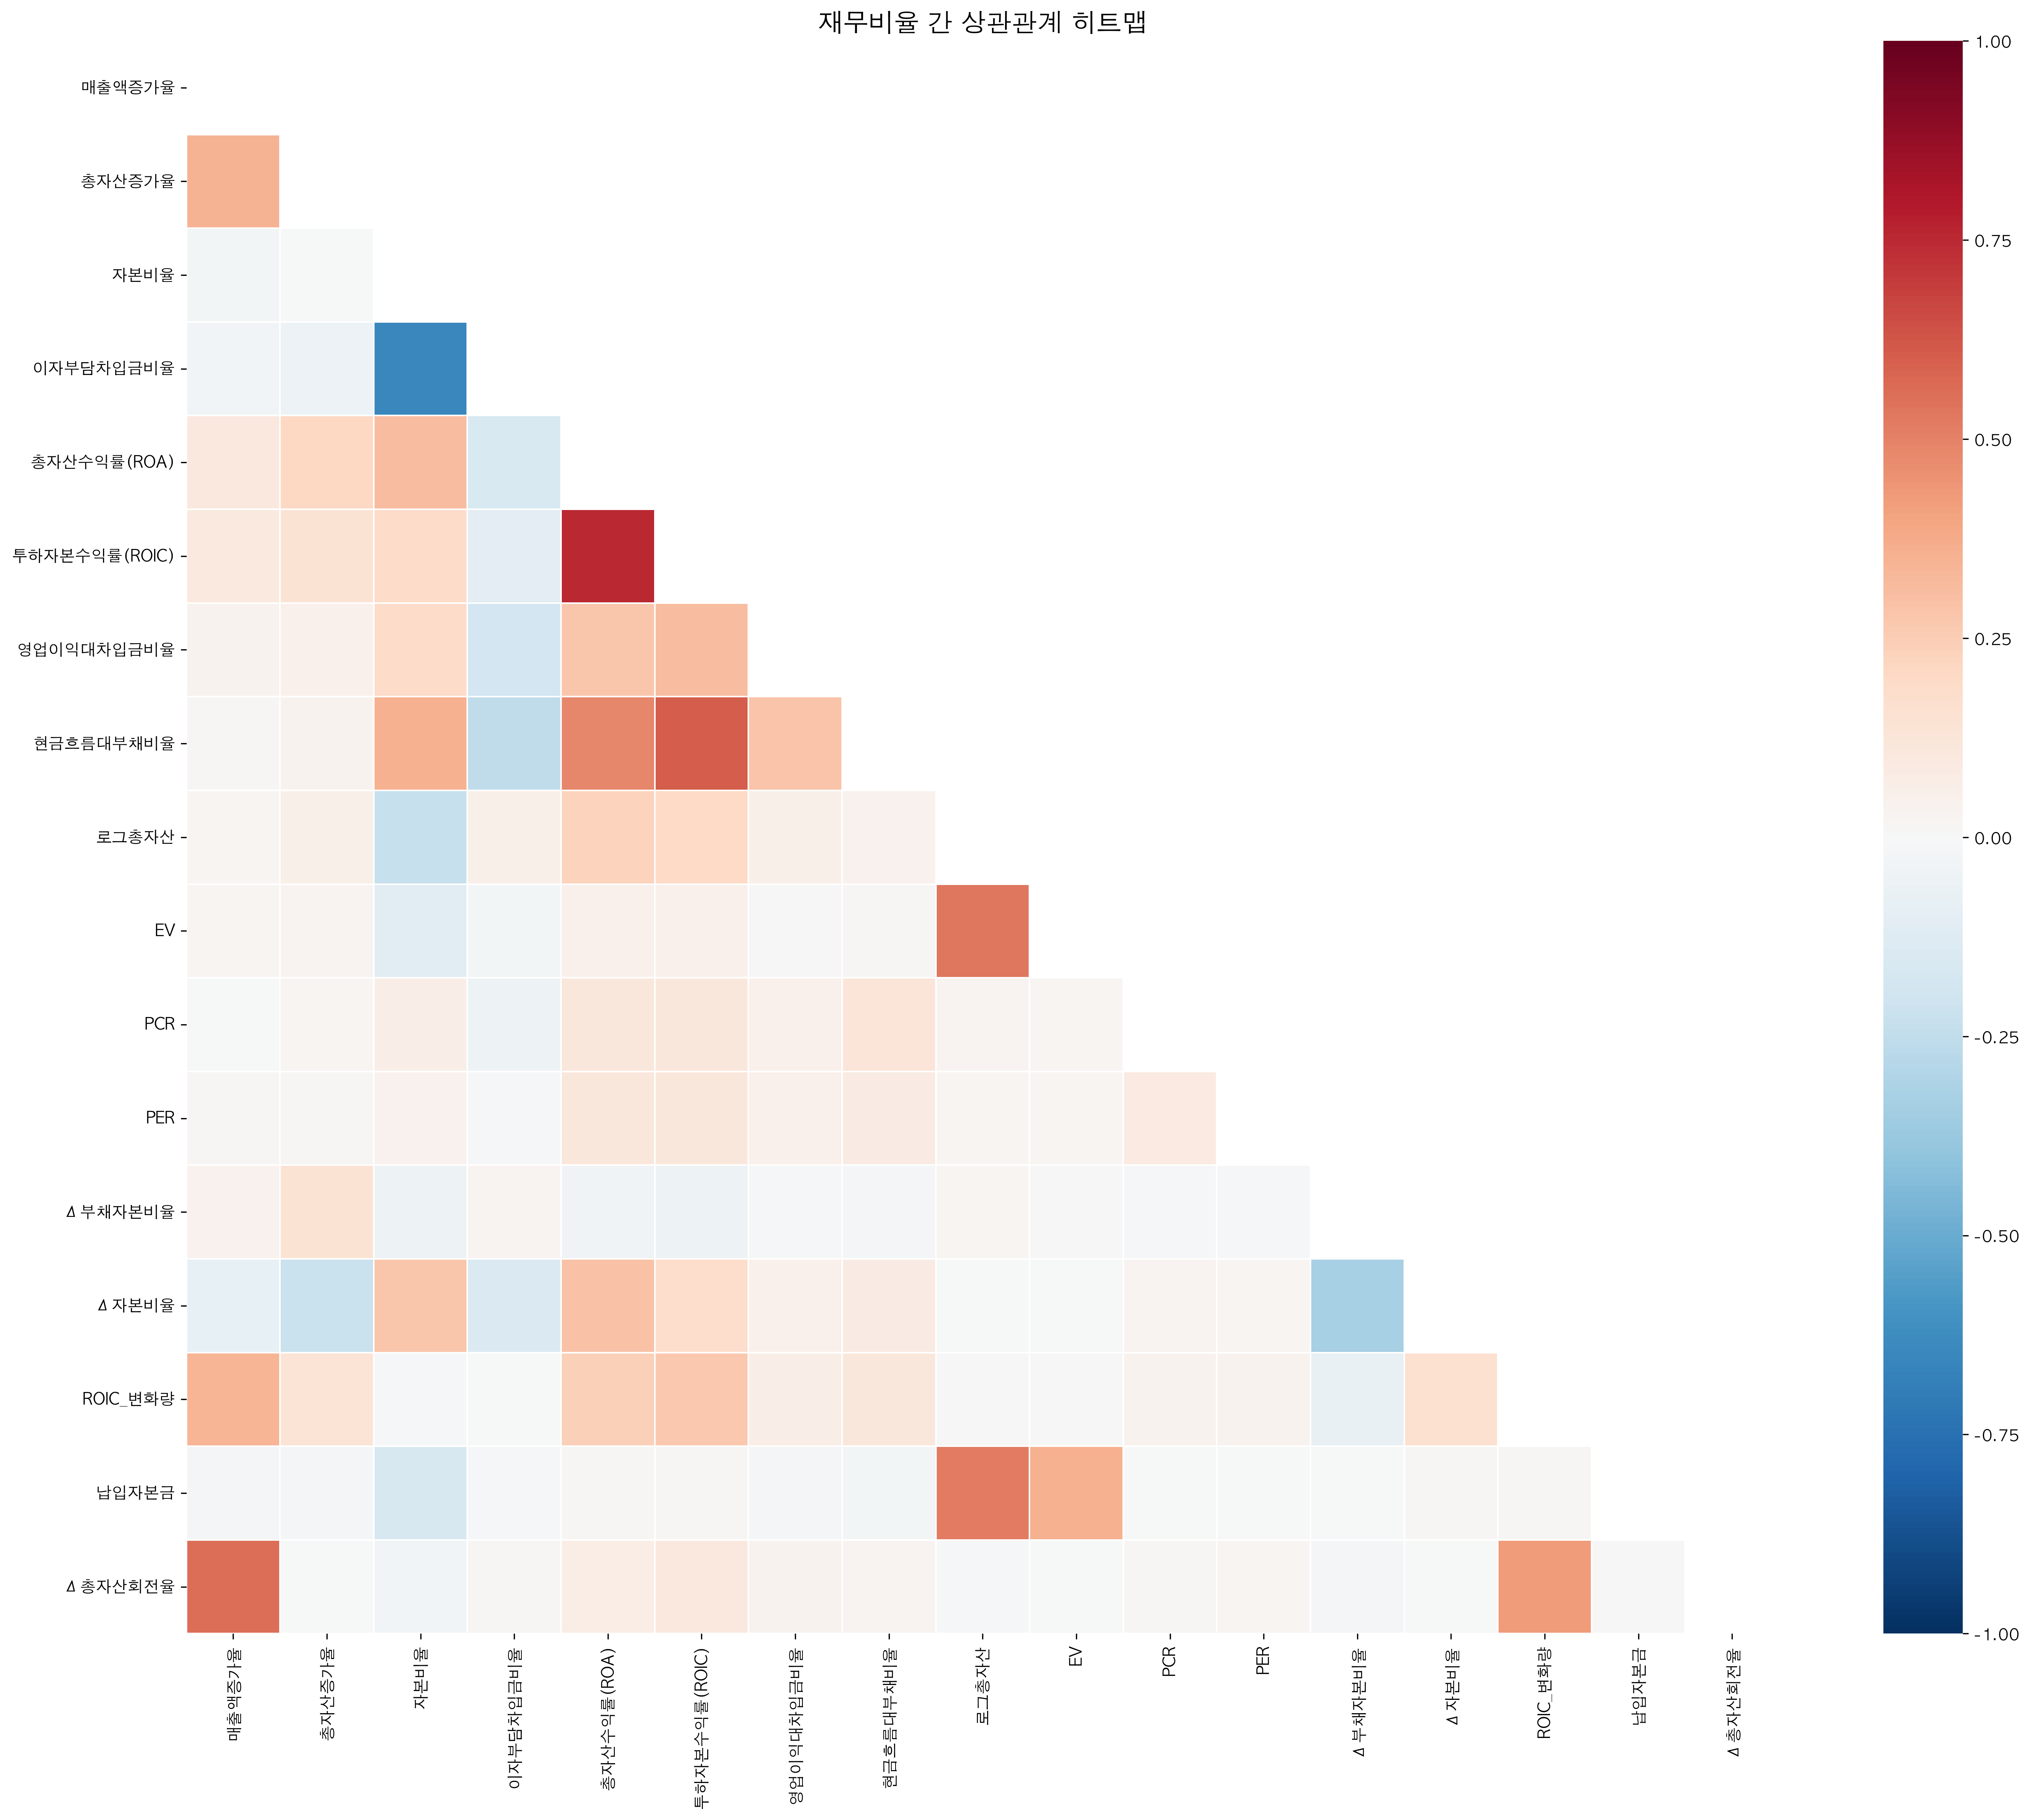 재무비율 간 상관관계 히트맵
매출액증가율
총자산증가율
자본비율
이자부담차입금비율
총자산수익률(ROA)
투하자본수익률(ROIC)
영업이익대차입금비율
현금흐름대부채비율
로그총자산
EV
PCR
PER
Δ부채자본비율
Δ자본비율
ROIC_변화량
납입자본금
Δ총자산회전율
매출액증가율
총자산증가율
자본비율
이자부담차입금비율
총자산수익률(ROA)
투하자본수익률(ROIC)
영업이익대차입금비율
현금흐름대부채비율
로그총자산
EV
PCR
PER
Δ부채자본비율
Δ자본비율
ROIC_변화량
납입자본금
Δ총자산회전율
1.00
0.75
0.50
0.25
0.00
-0.25
-0.50
-0.75
-1.00